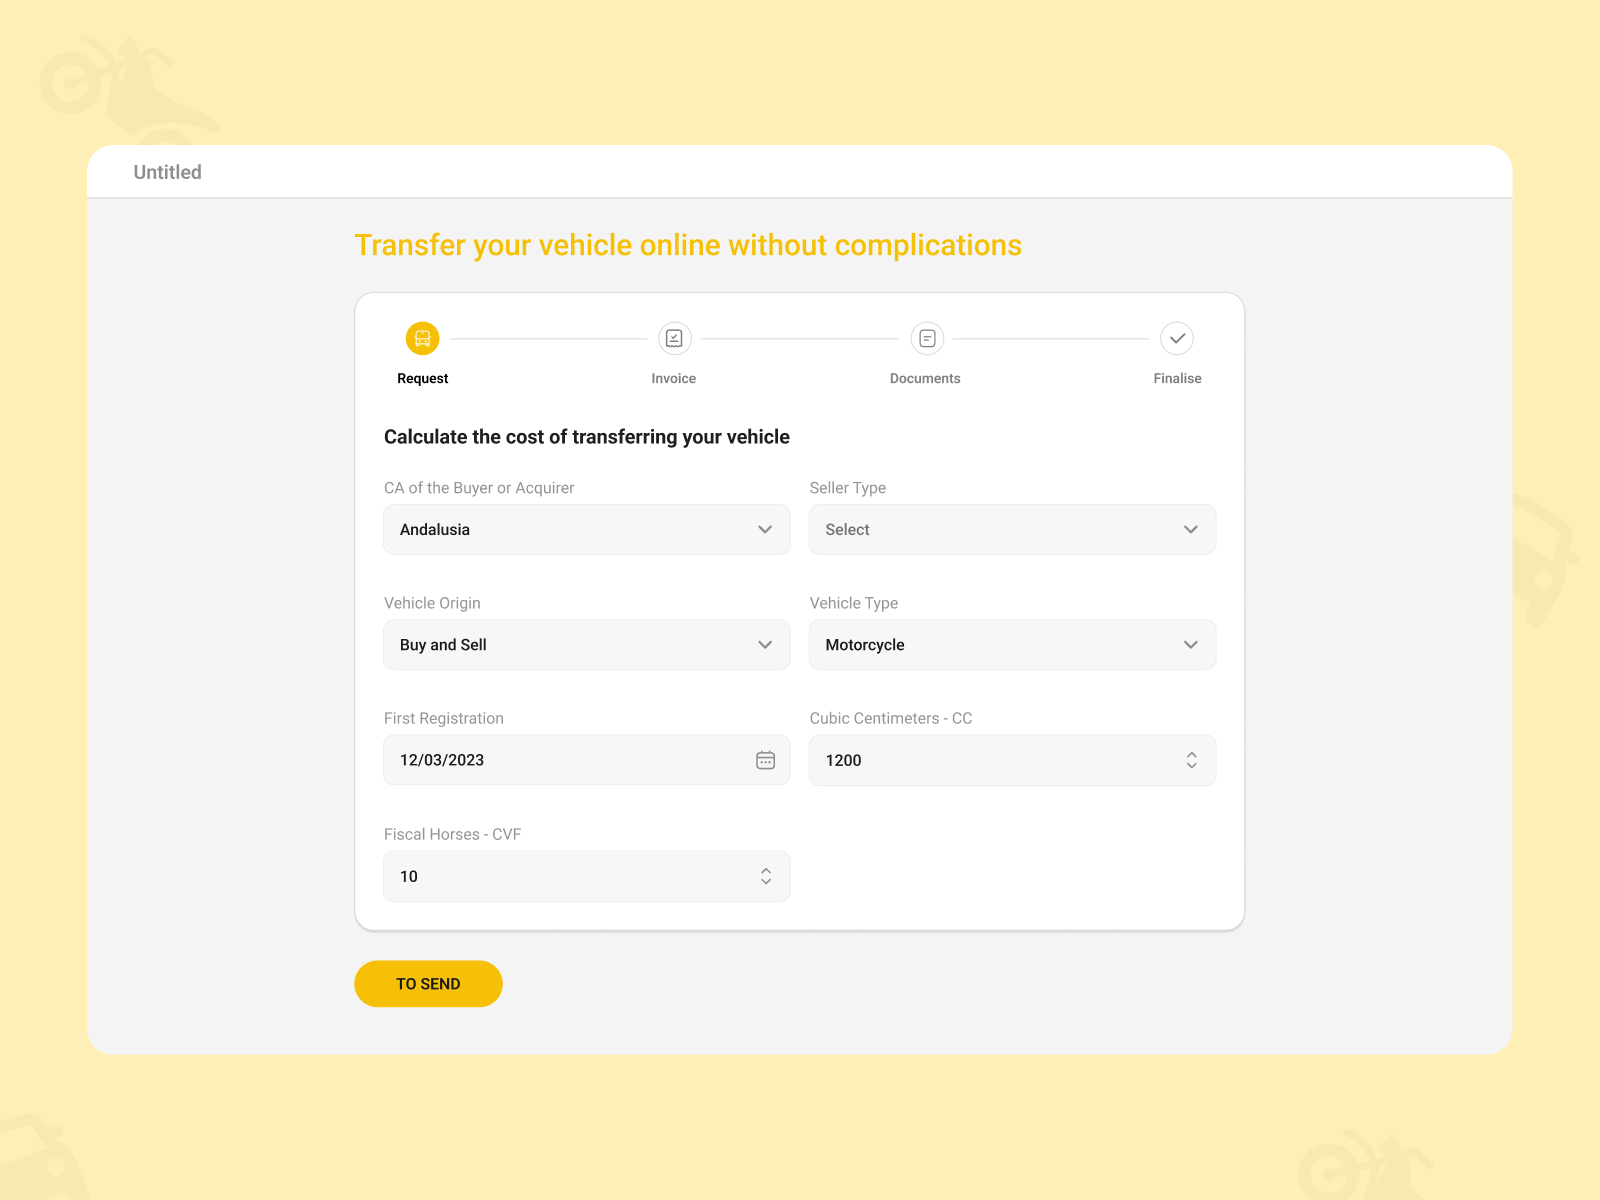 Untitled
Transfer your vehicle online without complications
Request
Invoice
Documents
Finalise
Calculate the cost of transferring your vehicle
CA of the Buyer or Acquirer
Seller Type
Andalusia
Select
Vehicle Origin
Vehicle Type
Buy and Sell
Motorcycle
First Registration
Cubic Centimeters - CC
12/03/2023
1200
Fiscal Horses - CVF
10
TO SEND